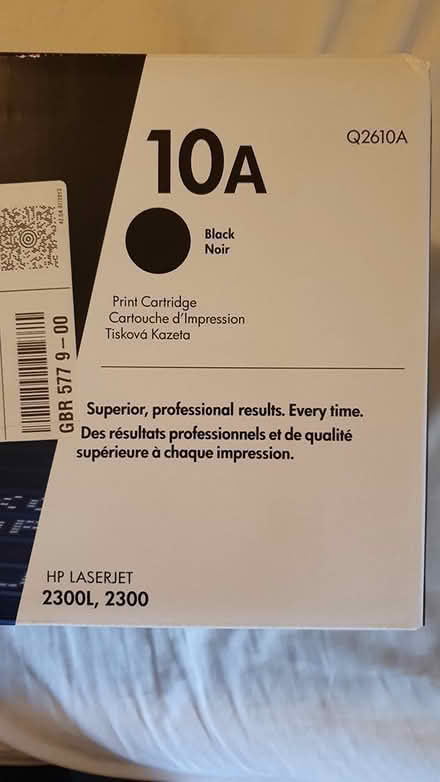 10A
Q2610A
Black
Noir
Print Cartridge
Cartouche d'Impression
Tisková Kazeta
GBR 577 9-00
Superior, professional results. Every time.
Des résultats professionnels et de qualité
supérieure à chaque impression.
HP LASERJET
2300L, 2300